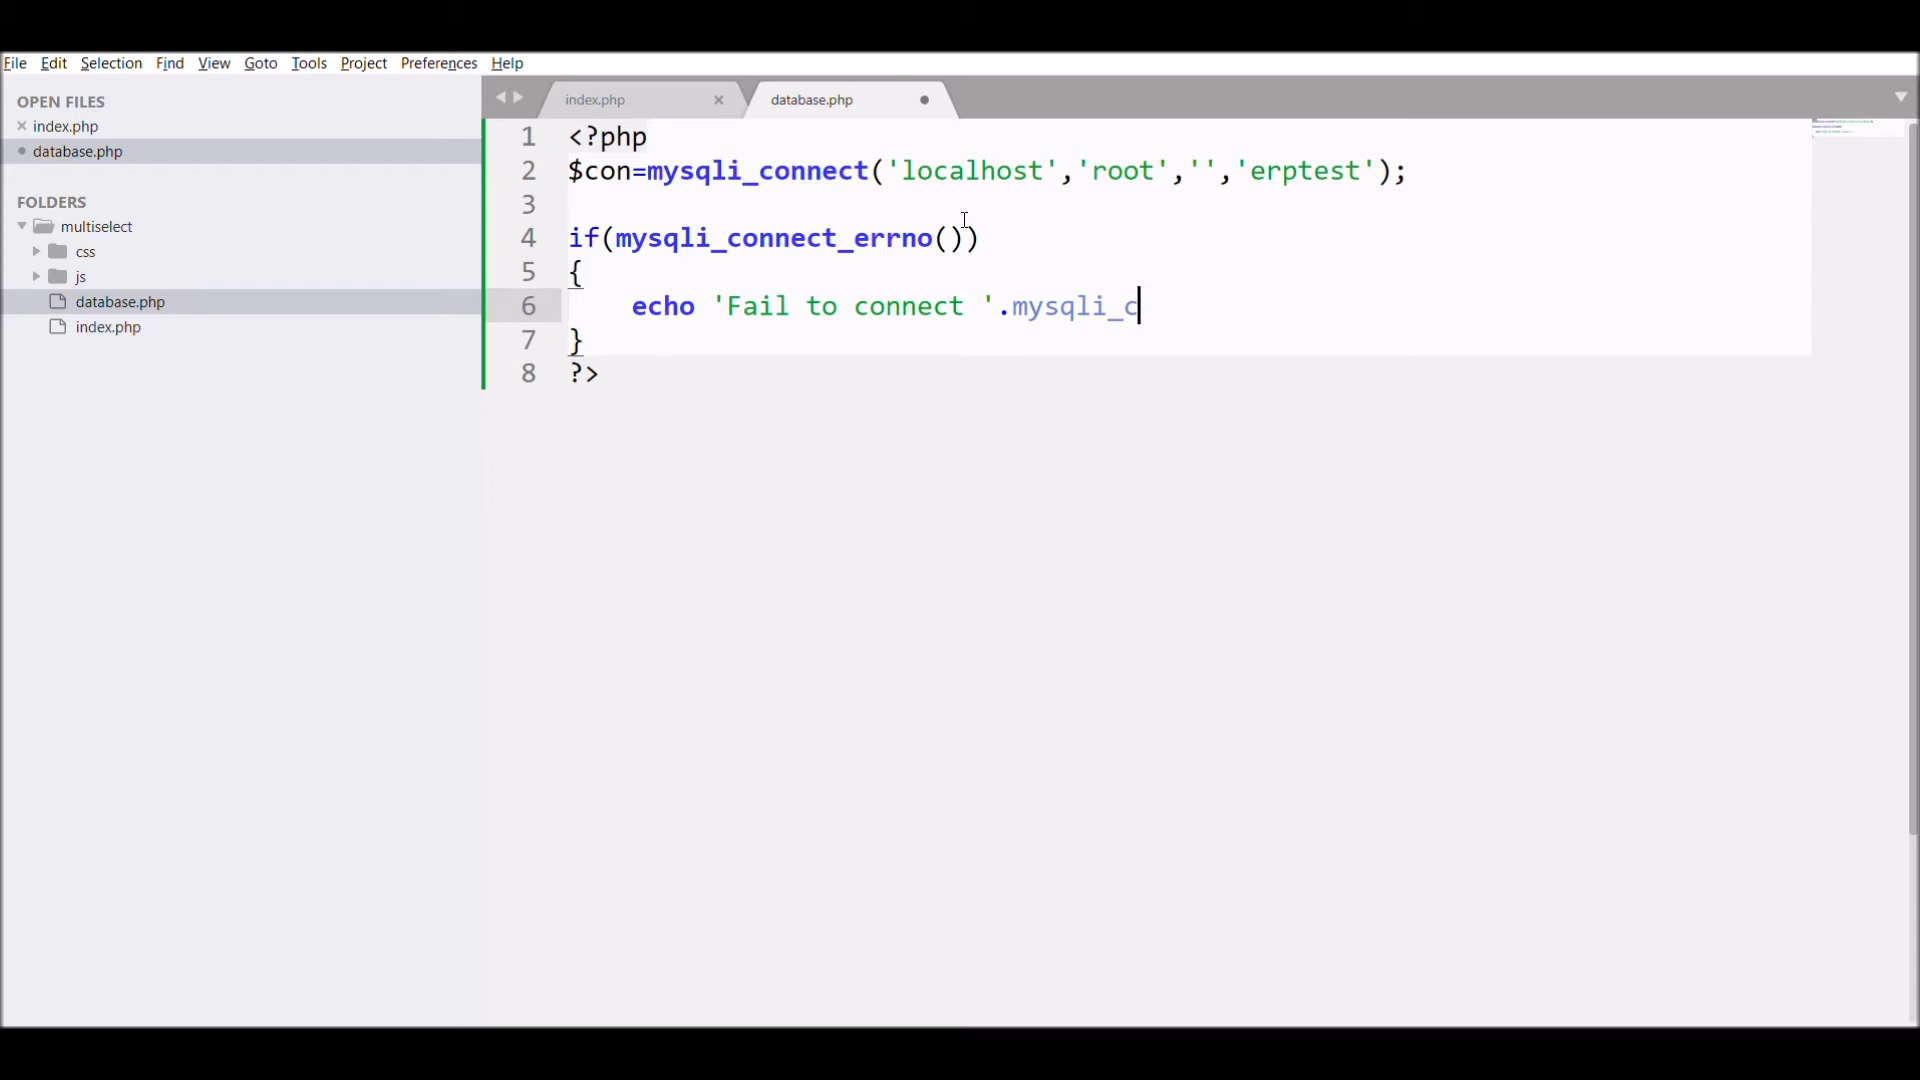 File Edit Selection Find View Goto Tools Project Preferences Help
OPEN FILES
index.php
database.php
FOLDERS
multiselect
css
js
database.php
index.php
index.php database.php
1 <?php
2 $con=mysqli_connect('localhost','root','','erptest');
3
4 if(mysqli_connect_errno())
5 {
6 echo 'Fail to connect '.mysqli_c
7 }
8 ?>